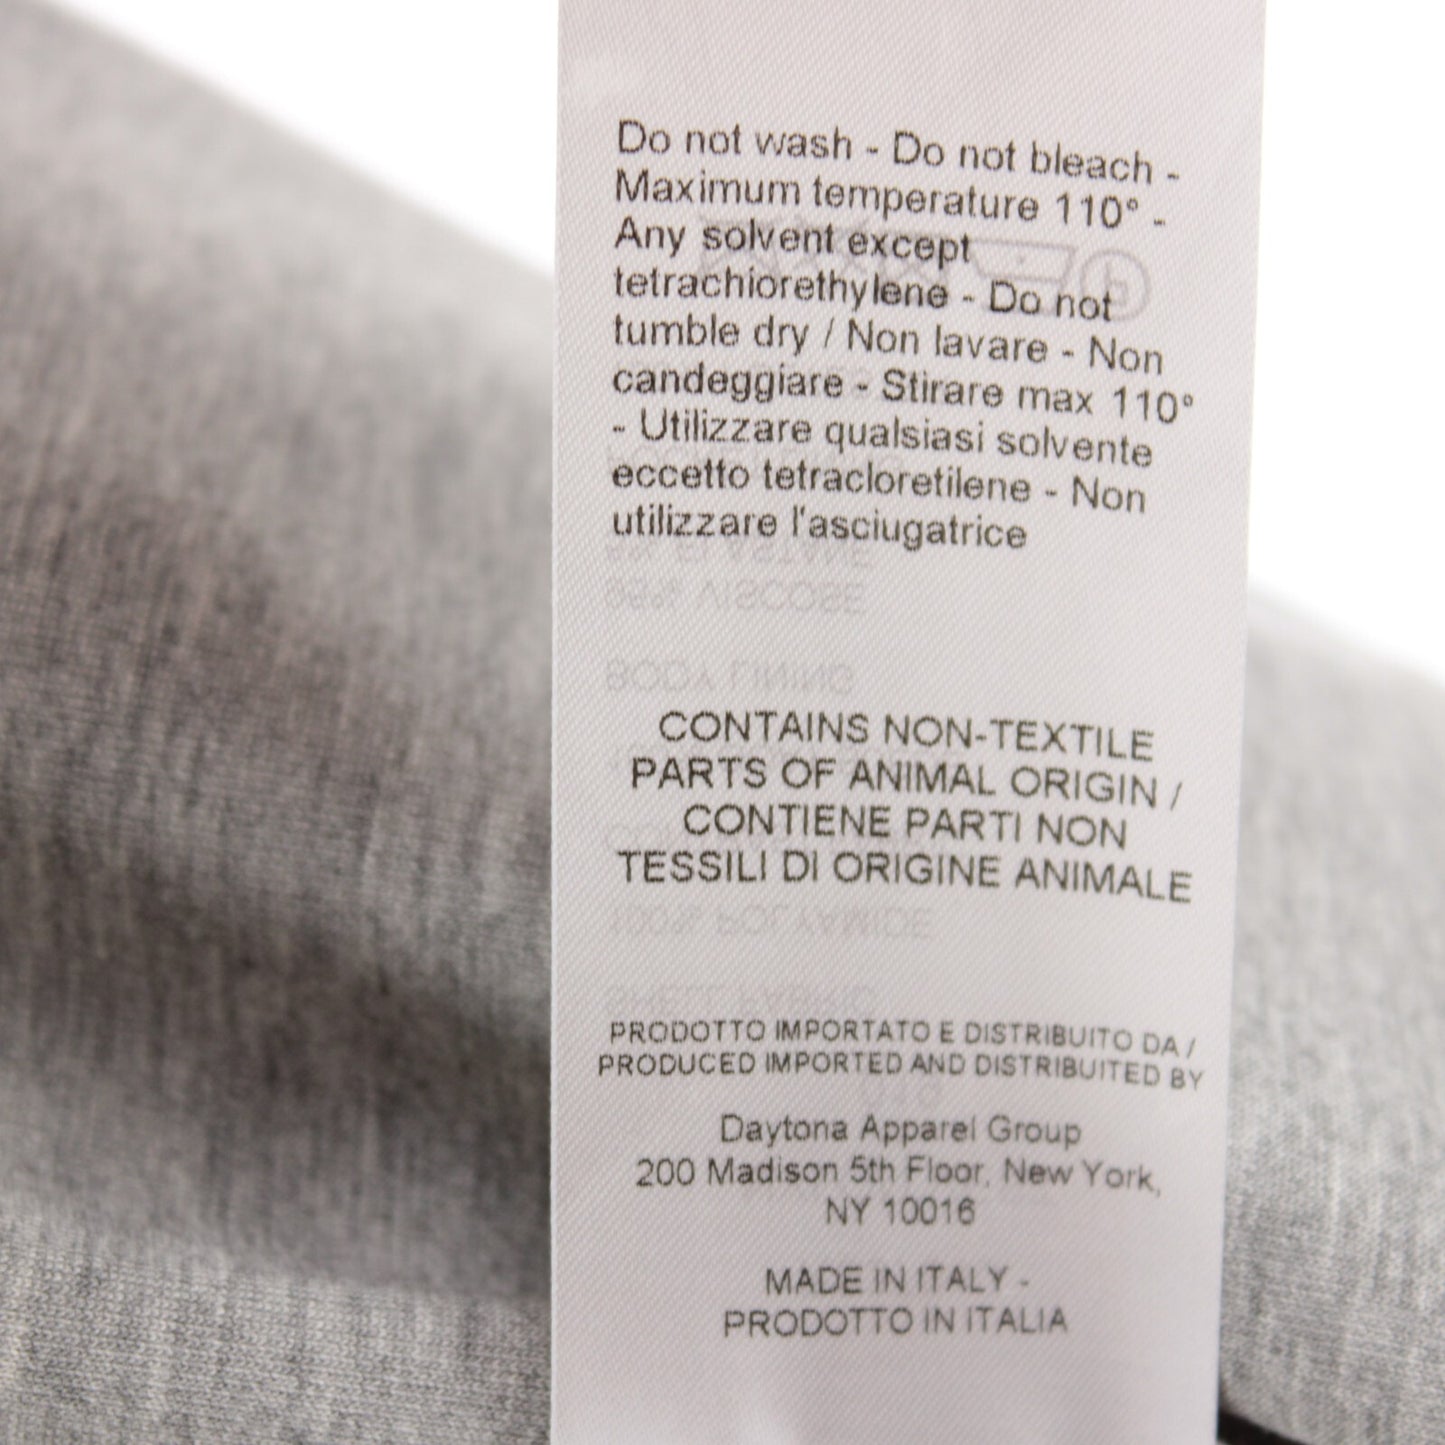 Do not wash - Do not bleach -
Maximum temperature 110° -
Any solvent except
tetrachiorethylene - Do not
tumble dry / Non lavare - Non
candeggiare - Stirare max 110°
- Utilizzare qualsiasi solvente
eccetto tetracloretilene - Non
utilizzare l'asciugatrice
CONTAINS NON-TEXTILE
PARTS OF ANIMAL ORIGIN /
CONTIENE PARTI NON
TESSILI DI ORIGINE ANIMALE
PRODOTTO IMPORTATO E DISTRIBUITO DA /
PRODUCED IMPORTED AND DISTRIBUITED BY
Daytona Apparel Group
200 Madison 5th Floor, New York,
NY 10016
MADE IN ITALY -
PRODOTTO IN ITALIA